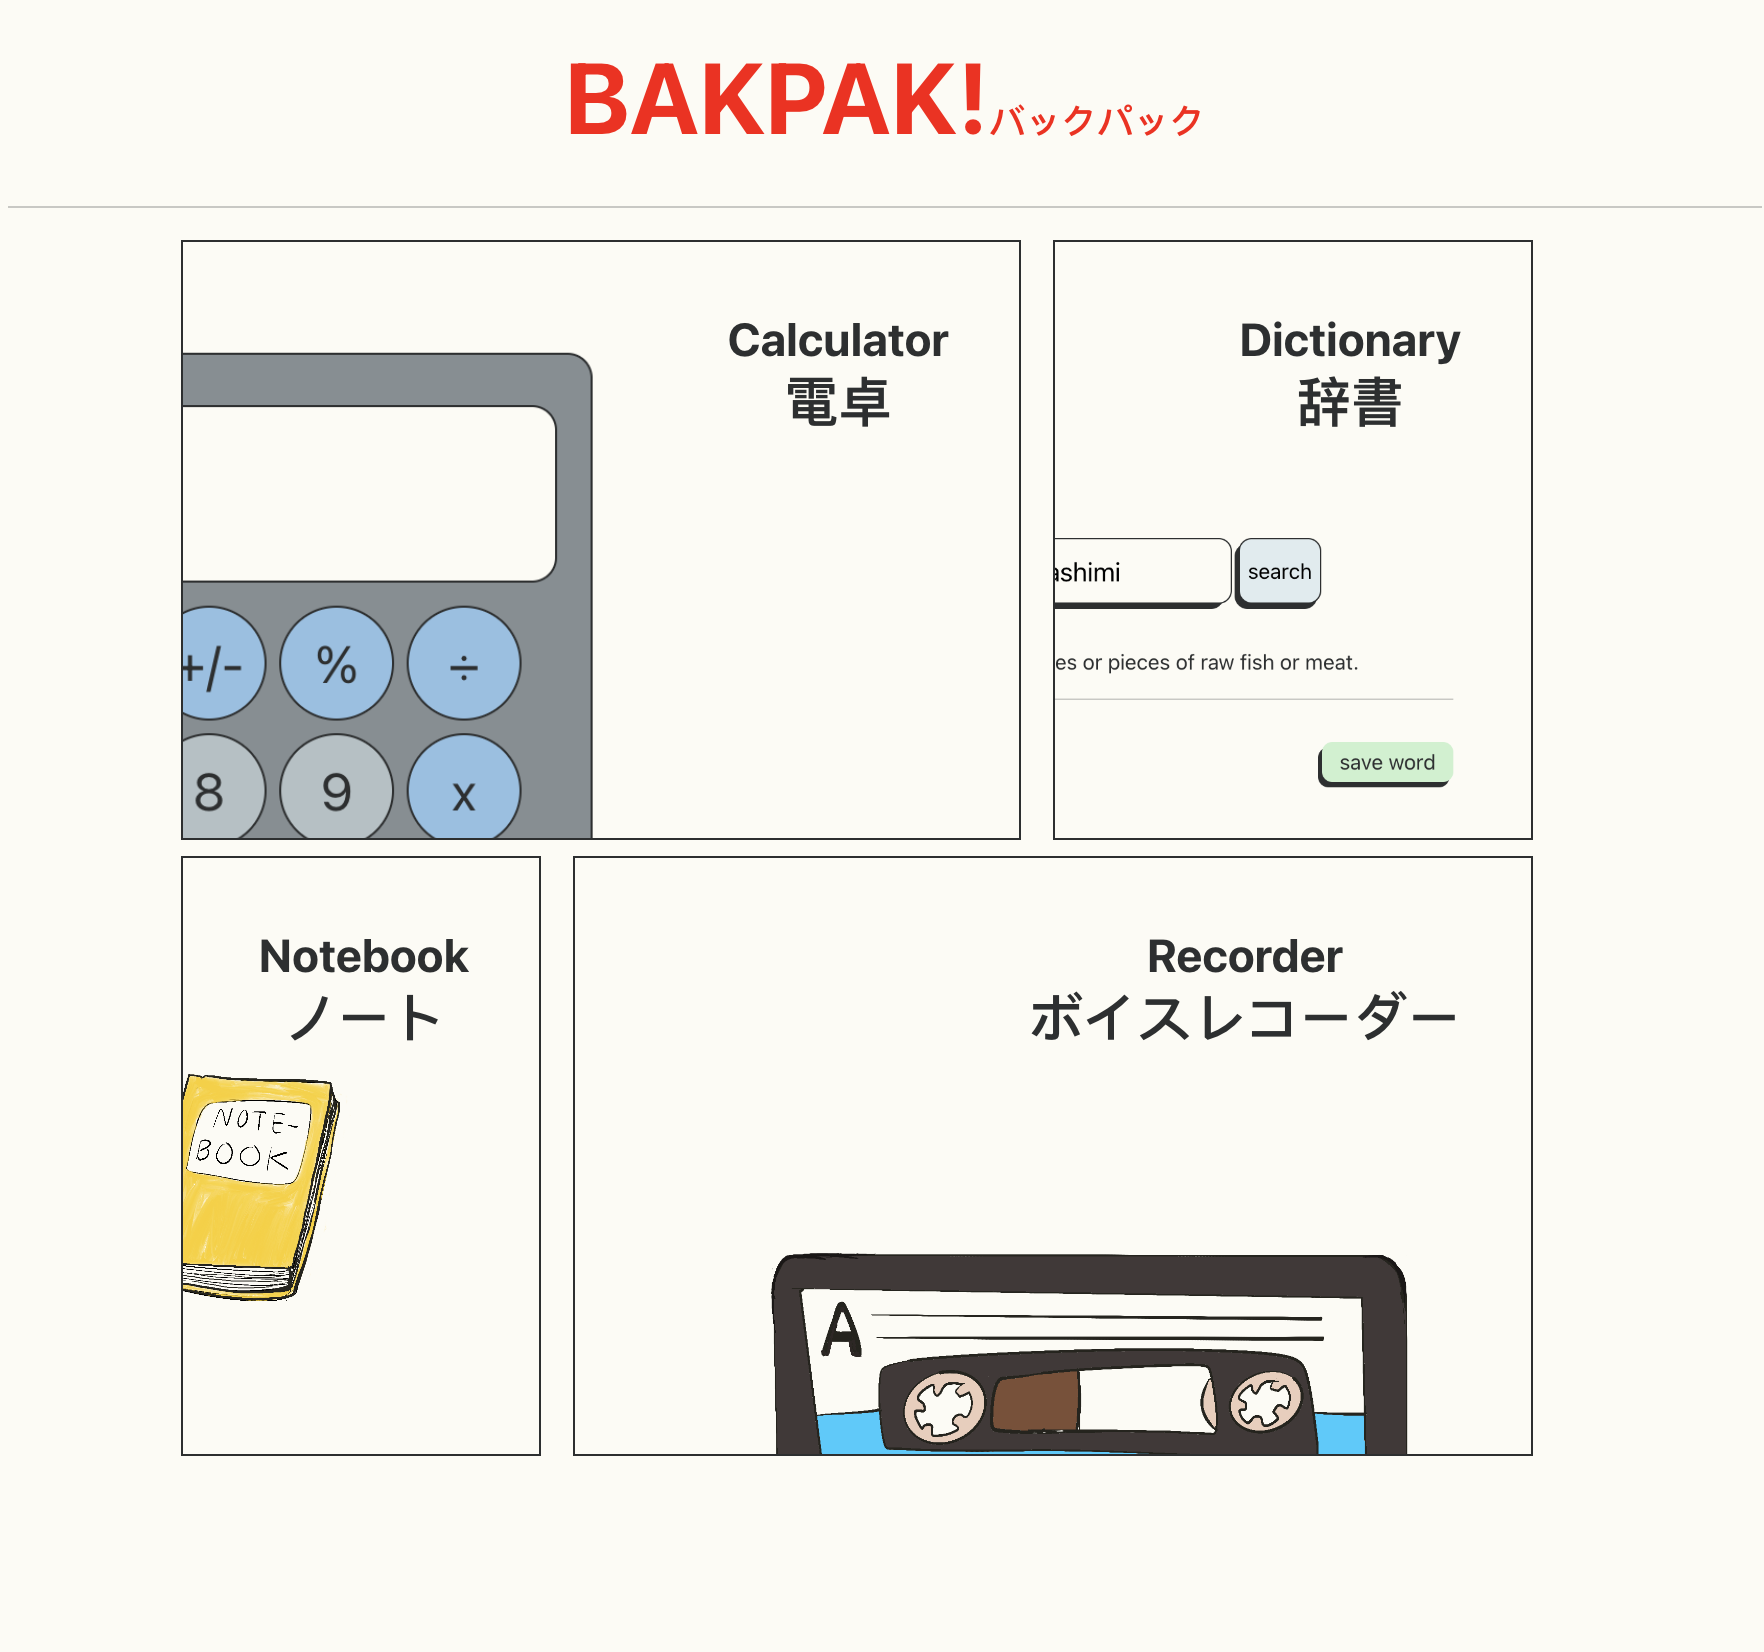 BAKPAK!バックパック
Calculator
電卓
+/- % ÷
8 9 x
Dictionary
辞書
ashimi search
es or pieces of raw fish or meat.
save word
Notebook
ノート
NOTE-
BOOK
Recorder
ボイスレコーダー
A